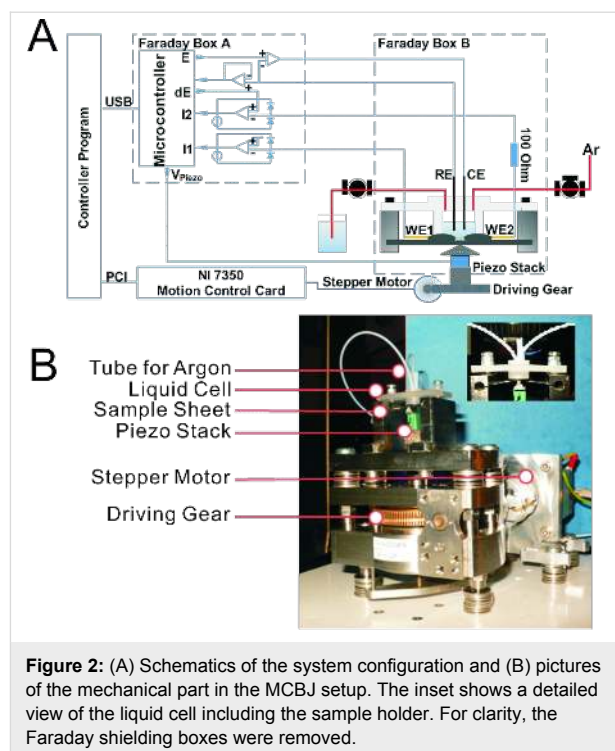 A
Faraday Box A
Faraday Box B
Controller Program
USB
Microcontroller
E
dE
I2
I1
VPiezo
100 Ohm
Ar
RE
CE
WE1
WE2
Piezo Stack
PCI
NI 7350
Motion Control Card
Stepper Motor
Driving Gear
B
Tube for Argon
Liquid Cell
Sample Sheet
Piezo Stack
Stepper Motor
Driving Gear
Figure 2: (A) Schematics of the system configuration and (B) pictures
of the mechanical part in the MCBJ setup. The inset shows a detailed
view of the liquid cell including the sample holder. For clarity, the
Faraday shielding boxes were removed.